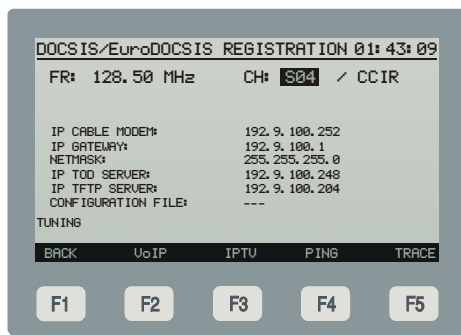 DOCSIS/EuroDOCSIS REGISTRATION 01:43:09
FR: 128.50 MHz CH: S04 / CCIR
IP CABLE MODEM: 192.9.100.252
IP GATEWAY: 192.9.100.1
NETMASK: 255.255.255.0
IP TOD SERVER: 192.9.100.248
IP TFTP SERVER: 192.9.100.204
CONFIGURATION FILE: ---
TUNING
BACK VoIP IPTV PING TRACE
F1 F2 F3 F4 F5